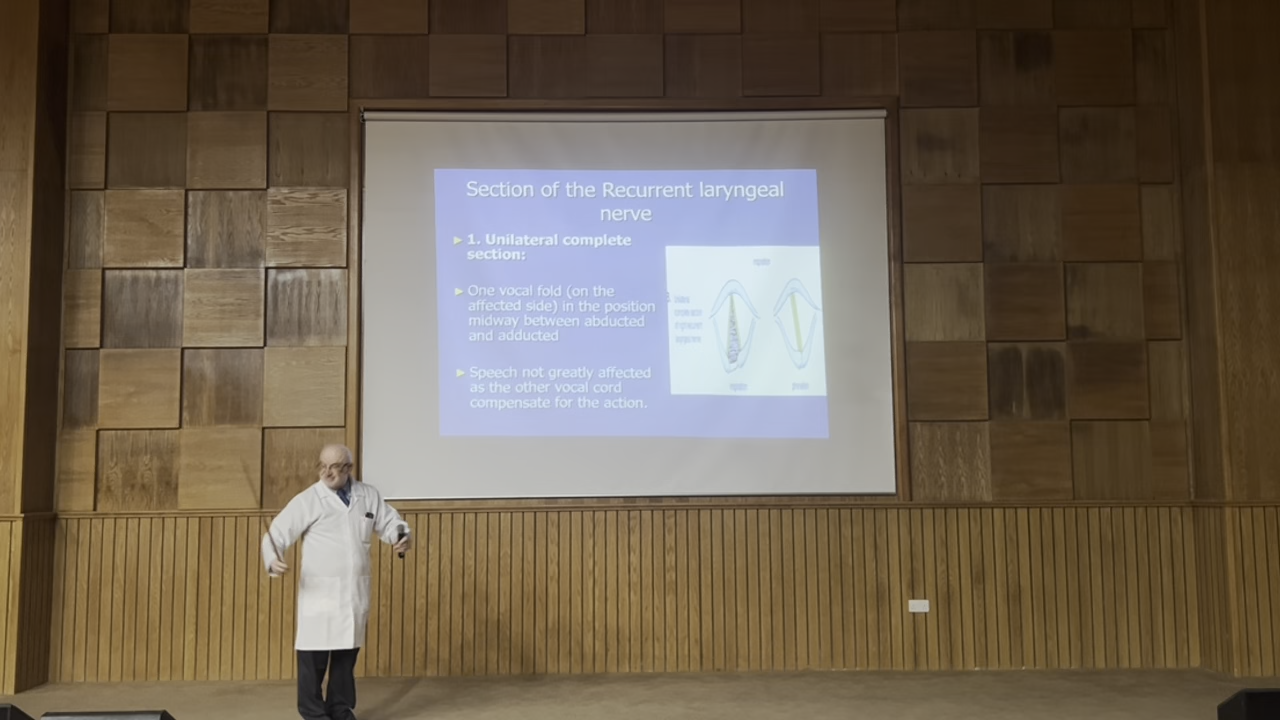 Section of the Recurrent laryngeal
nerve
1. Unilateral complete
section:
One vocal fold (on the
affected side) in the position
midway between abducted
and adducted
Speech not greatly affected
as the other vocal cord
compensate for the action.